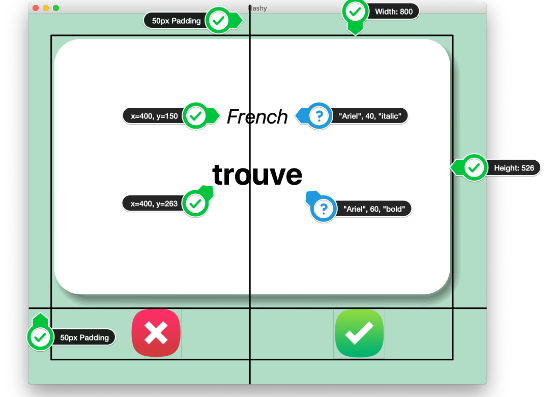 Flashy
50px Padding
Width: 800
x=400, y=150
French
"Ariel", 40, "italic"
trouve
Height: 526
x=400, y=263
"Ariel", 60, "bold"
50px Padding